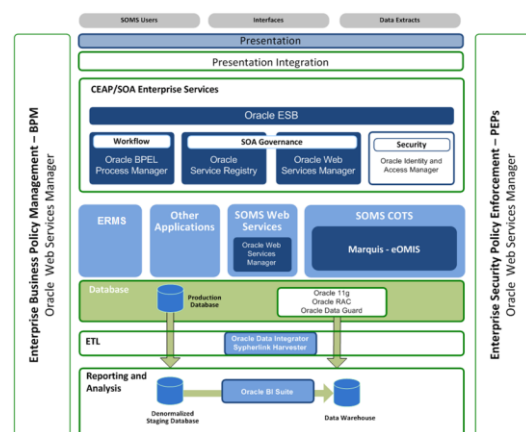 SOMS Users
Interfaces
Data Extracts
Presentation
Presentation Integration
Enterprise Business Policy Management – BPM
Oracle Web Services Manager
CEAP/SOA Enterprise Services
Oracle ESB
Workflow
Oracle BPEL
Process Manager
SOA Governance
Oracle
Service Registry
Oracle Web
Services Manager
Security
Oracle Identity and
Access Manager
ERMS
Other
Applications
SOMS Web
Services
Oracle Web
Services
Manager
SOMS COTS
Marquis - eOMIS
Database
Production
Database
Oracle 11g
Oracle RAC
Oracle Data Guard
ETL
Oracle Data Integrator
Sypherlink Harvester
Reporting and
Analysis
Oracle BI Suite
Denormalized
Staging Database
Data Warehouse
Enterprise Security Policy Enforcement – PEPs
Oracle Web Services Manager